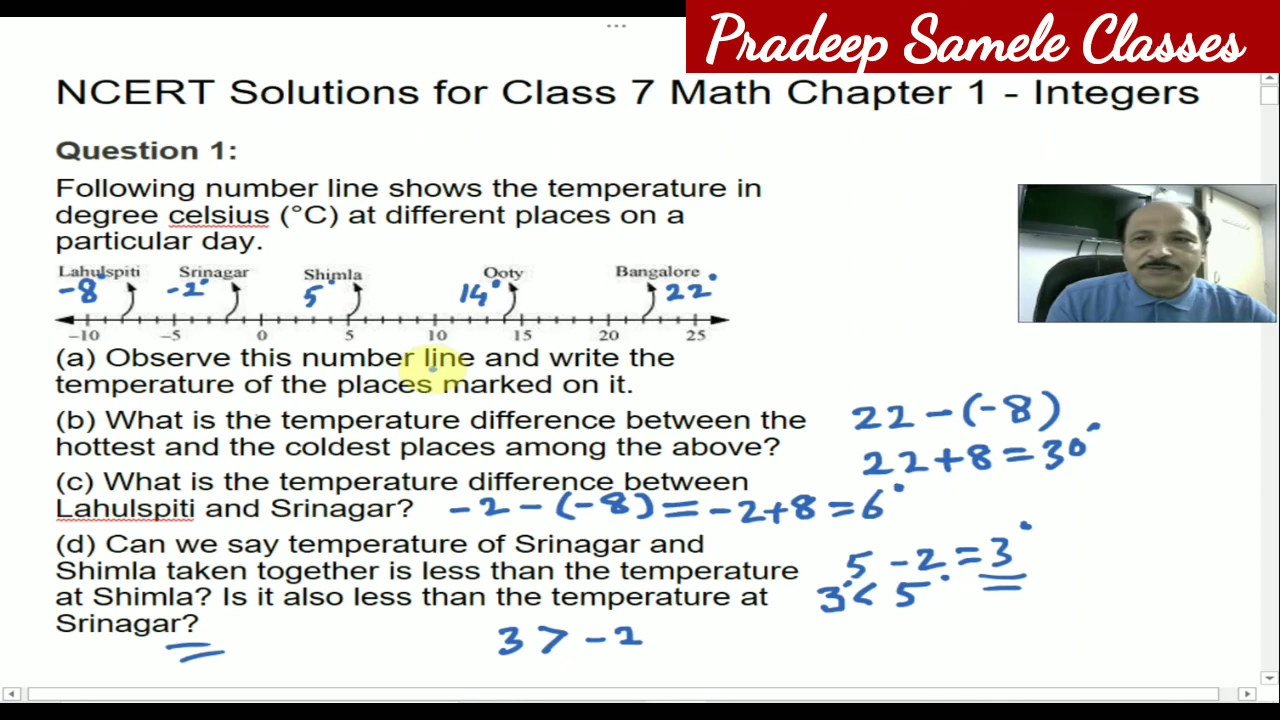 Pradeep Samele Classes
NCERT Solutions for Class 7 Math Chapter 1 - Integers
Question 1:
Following number line shows the temperature in
degree celsius (°C) at different places on a
particular day.
Lahulspiti Srinagar Shimla Ooty Bangalore
-8° -2° 5° 14° 22°
-10 -5 0 5 10 15 20 25
(a) Observe this number line and write the
temperature of the places marked on it.
(b) What is the temperature difference between the
hottest and the coldest places among the above?
22 - (-8)
22 + 8 = 30°
(c) What is the temperature difference between
Lahulspiti and Srinagar? -2 - (-8) = -2 + 8 = 6°
(d) Can we say temperature of Srinagar and
Shimla taken together is less than the temperature
at Shimla? Is it also less than the temperature at
Srinagar?
5 - 2 = 3°
3° < 5°
3 > -2